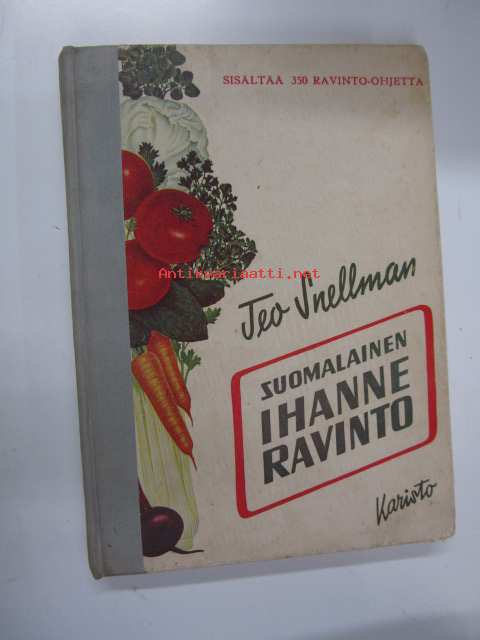 SISÄLTÄÄ 350 RAVINTO-OHJETTA
Antikvariaatti.net
Teo Snellman
SUOMALAINEN
IHANNE
RAVINTO
Karisto